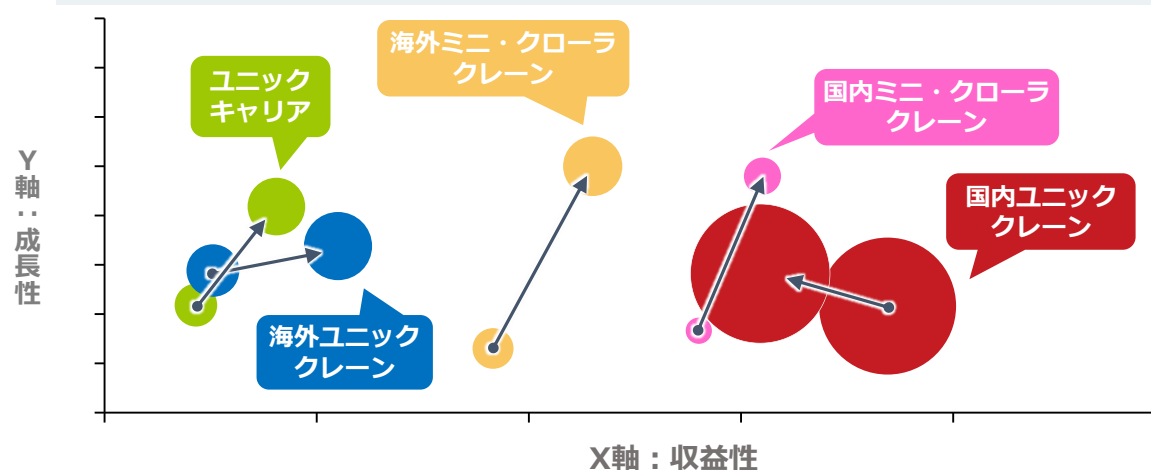 海外ミニ・クローラ
クレーン
ユニック
キャリア
国内ミニ・クローラ
クレーン
国内ユニック
クレーン
海外ユニック
クレーン
Y軸：成長性
X軸：収益性